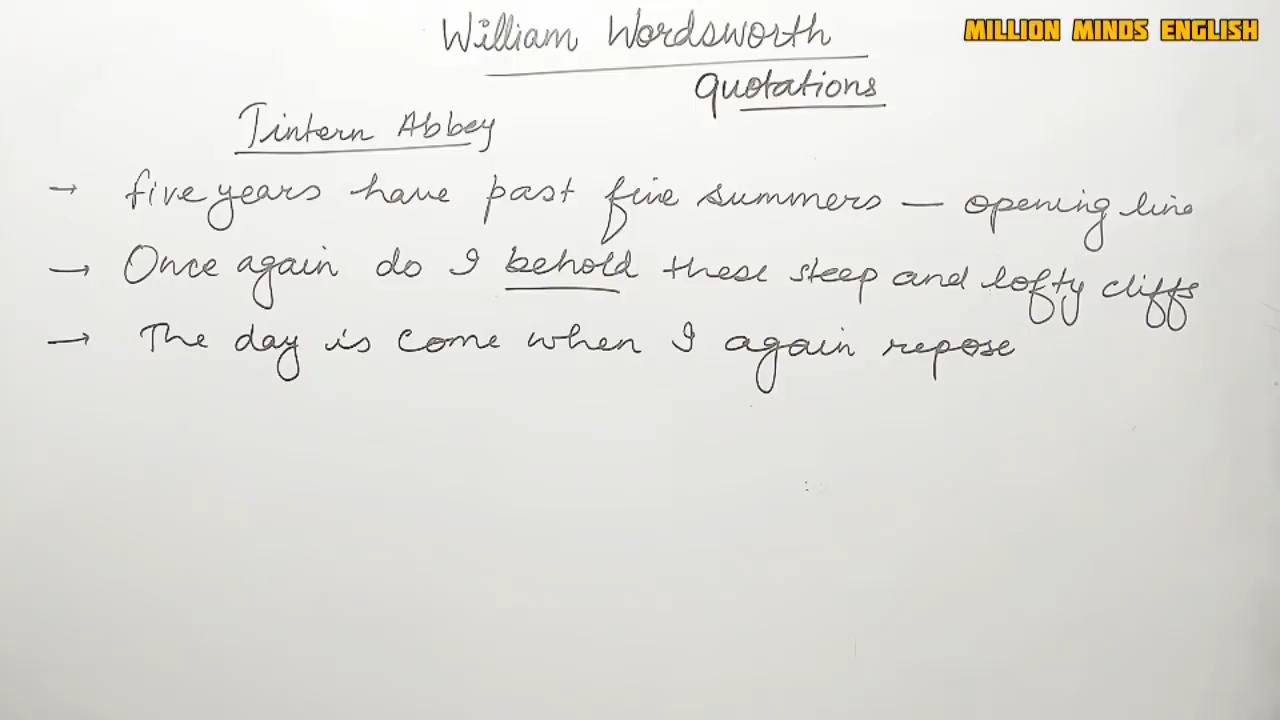 William Wordsworth
MILLION MINDS ENGLISH
Quotations
Tintern Abbey
→ five years have past five summers — opening line
→ Once again do I behold these steep and lofty cliffs
→ The day is come when I again repose